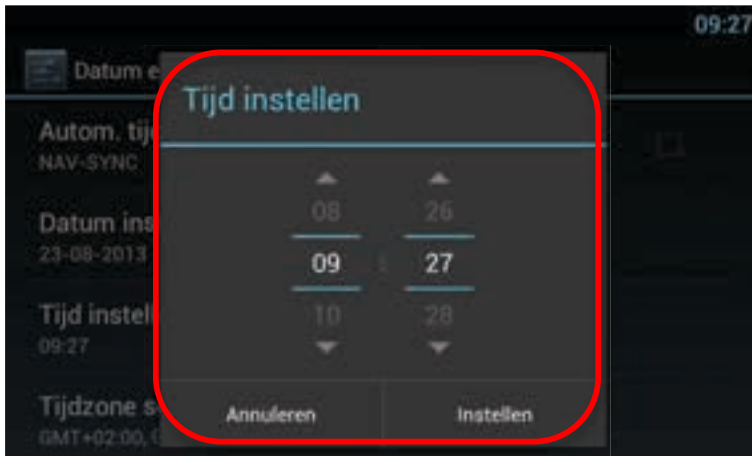 09:27
Datum e
Tijd instellen
Autom. tij
NAV-SYNC
08 26
Datum ins
23-08-2013
09 : 27
Tijd instell
09:27
10 28
Tijdzone s
GMT+02:00,
Annuleren Instellen